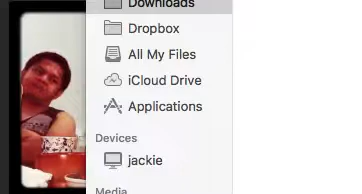 Downloads
Dropbox
All My Files
iCloud Drive
Applications
Devices
jackie
Media